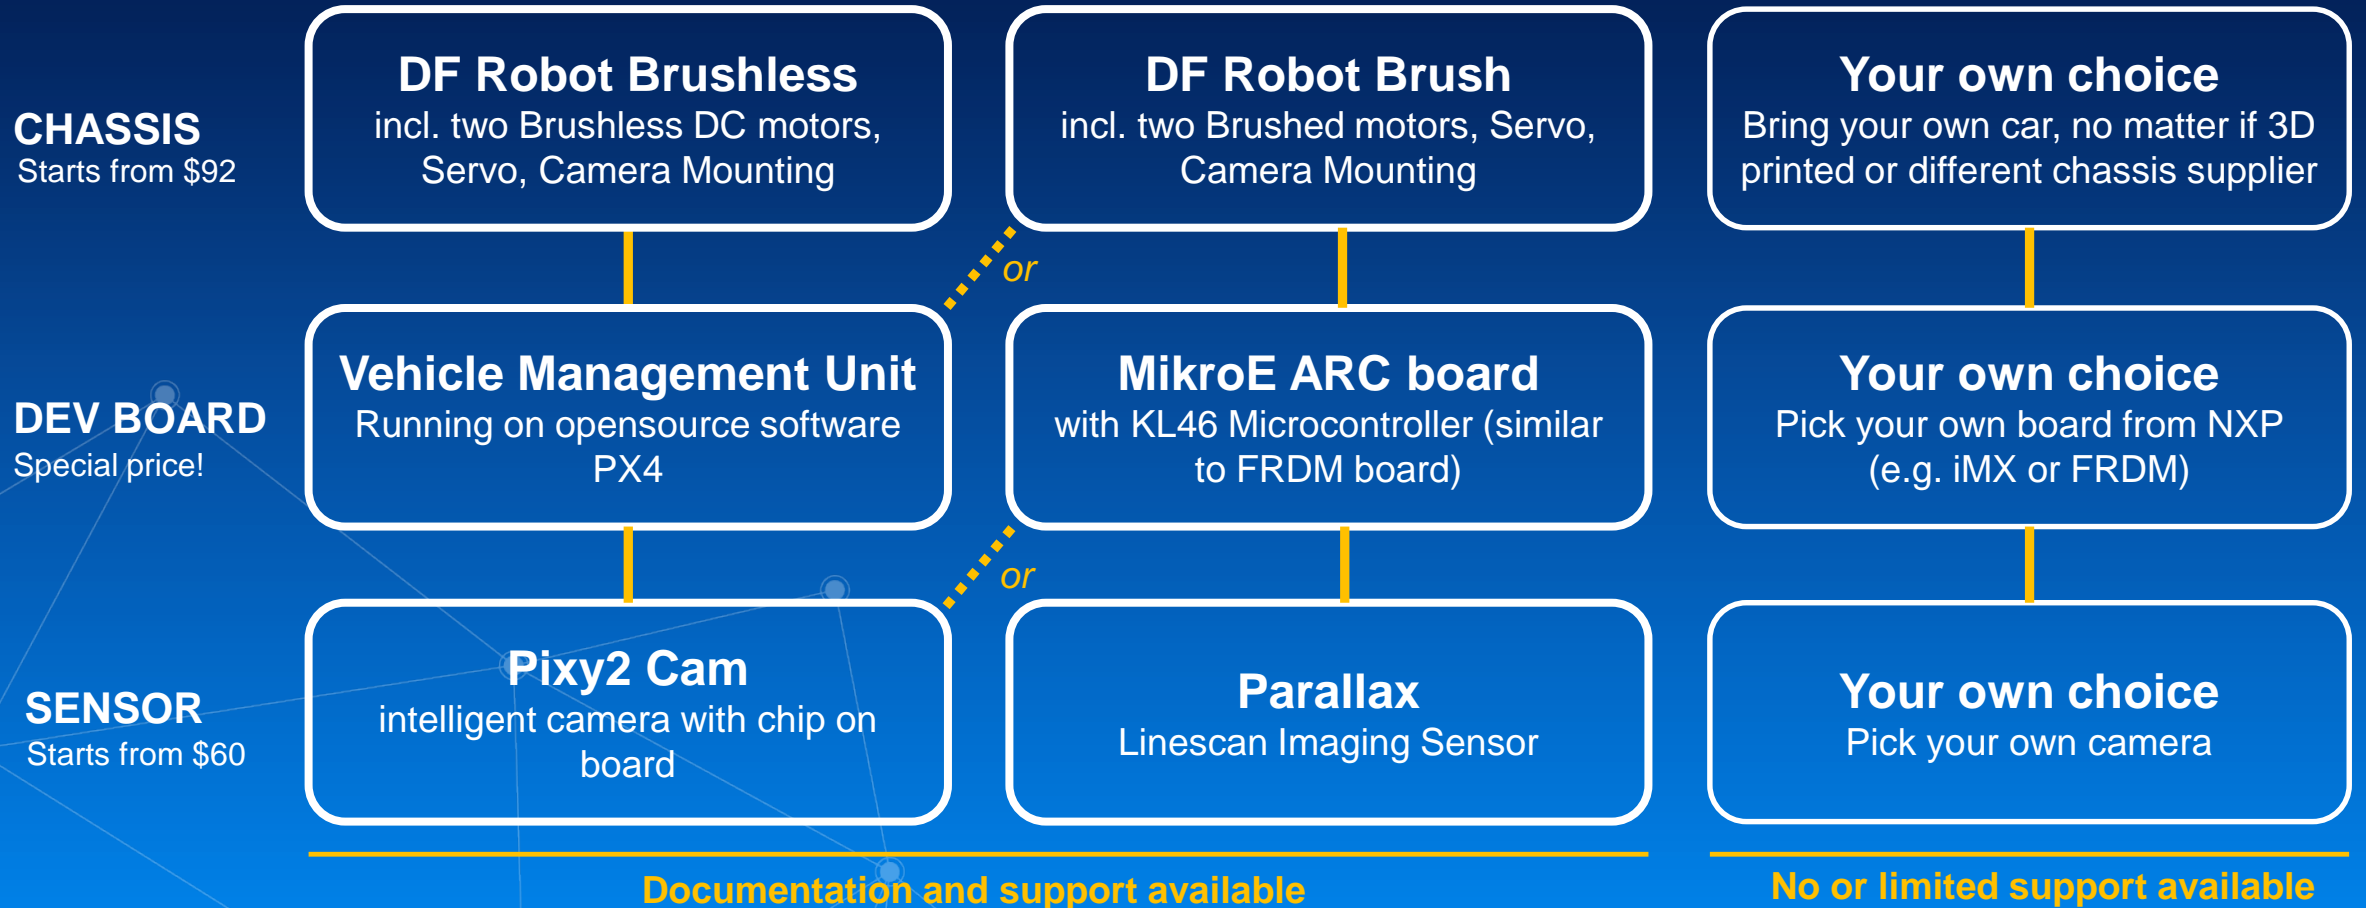 CHASSIS
Starts from $92
DF Robot Brushless
incl. two Brushless DC motors,
Servo, Camera Mounting
DF Robot Brush
incl. two Brushed motors, Servo,
Camera Mounting
Your own choice
Bring your own car, no matter if 3D
printed or different chassis supplier
or
DEV BOARD
Special price!
Vehicle Management Unit
Running on opensource software
PX4
MikroE ARC board
with KL46 Microcontroller (similar
to FRDM board)
Your own choice
Pick your own board from NXP
(e.g. iMX or FRDM)
or
SENSOR
Starts from $60
Pixy2 Cam
intelligent camera with chip on
board
Parallax
Linescan Imaging Sensor
Your own choice
Pick your own camera
Documentation and support available
No or limited support available